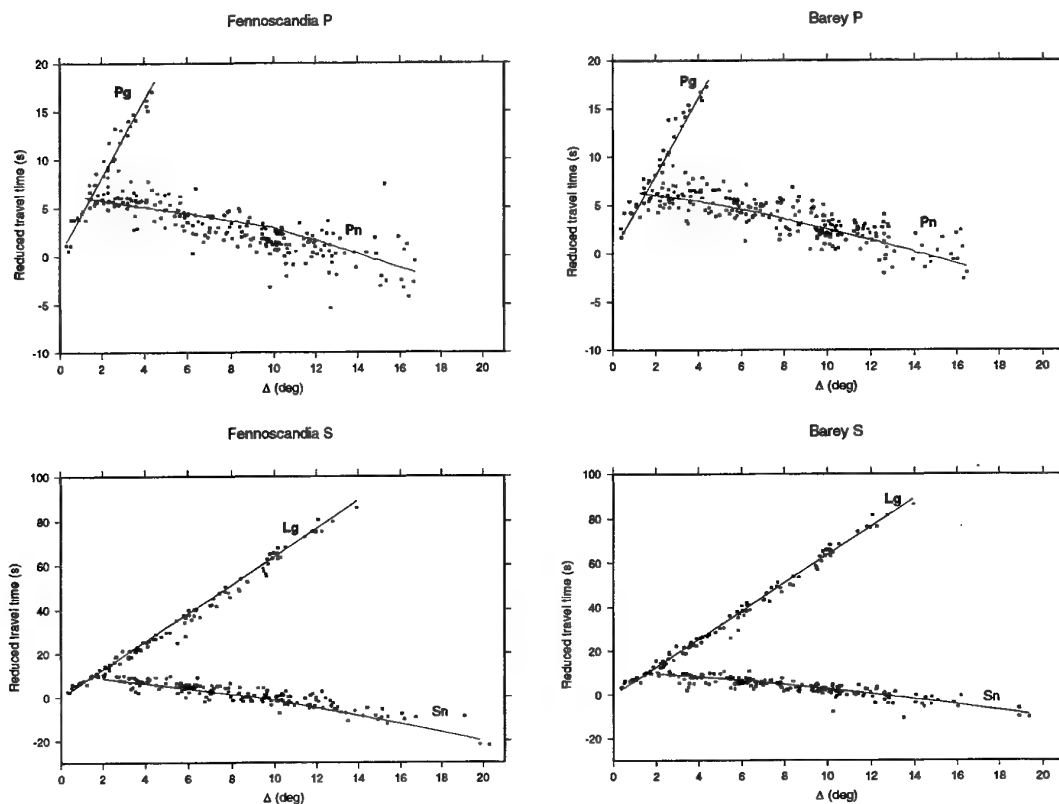 Fennoscandia P
20
15
10
5
0
-5
-10
Reduced travel time (s)
Pg
Pn
0 2 4 6 8 10 12 14 16 18 20
Δ (deg)
Barey P
20
15
10
5
0
-5
-10
Reduced travel time (s)
Pg
Pn
0 2 4 6 8 10 12 14 16 18 20
Δ (deg)
Fennoscandia S
100
80
60
40
20
0
-20
Reduced travel time (s)
Lg
Sn
0 2 4 6 8 10 12 14 16 18 20
Δ (deg)
Barey S
100
80
60
40
20
0
-20
Reduced travel time (s)
Lg
Sn
0 2 4 6 8 10 12 14 16 18 20
Δ (deg)